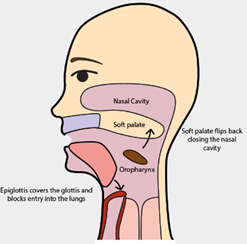 Nasal Cavity
Soft palate
Soft palate flips back
closing the nasal
cavity
Oropharynx
Epiglottis covers the glottis and
blocks entry into the lungs